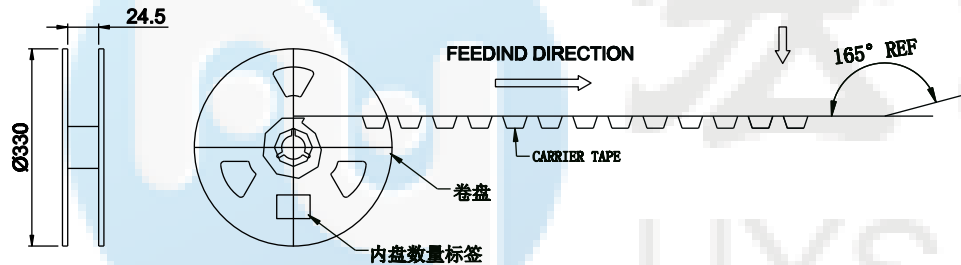 24.5
FEEDIND DIRECTION
165° REF
Ø330
CARRIER TAPE
卷盘
内盘数量标签